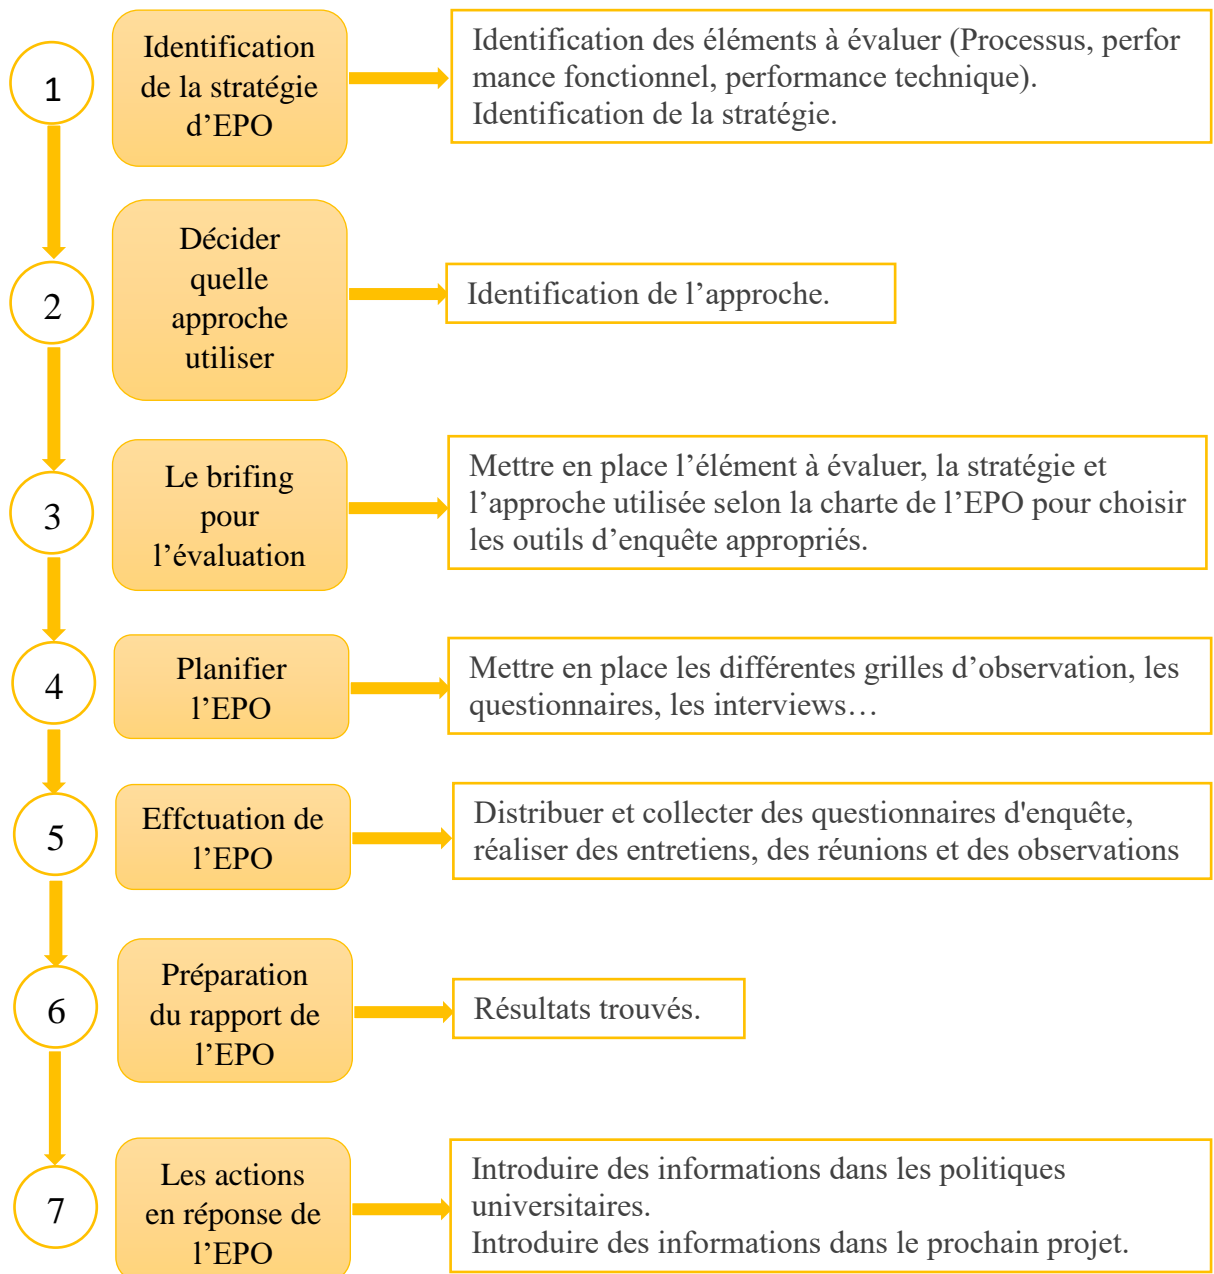 1
Identification
de la stratégie
d’EPO
Identification des éléments à évaluer (Processus, perfor
mance fonctionnel, performance technique).
Identification de la stratégie.
2
Décider
quelle
approche
utiliser
Identification de l’approche.
3
Le brifing
pour
l’évaluation
Mettre en place l’élément à évaluer, la stratégie et
l’approche utilisée selon la charte de l’EPO pour choisir
les outils d’enquête appropriés.
4
Planifier
l’EPO
Mettre en place les différentes grilles d’observation, les
questionnaires, les interviews…
5
Effctuation de
l’EPO
Distribuer et collecter des questionnaires d'enquête,
réaliser des entretiens, des réunions et des observations
6
Préparation
du rapport de
l’EPO
Résultats trouvés.
7
Les actions
en réponse de
l’EPO
Introduire des informations dans les politiques
universitaires.
Introduire des informations dans le prochain projet.